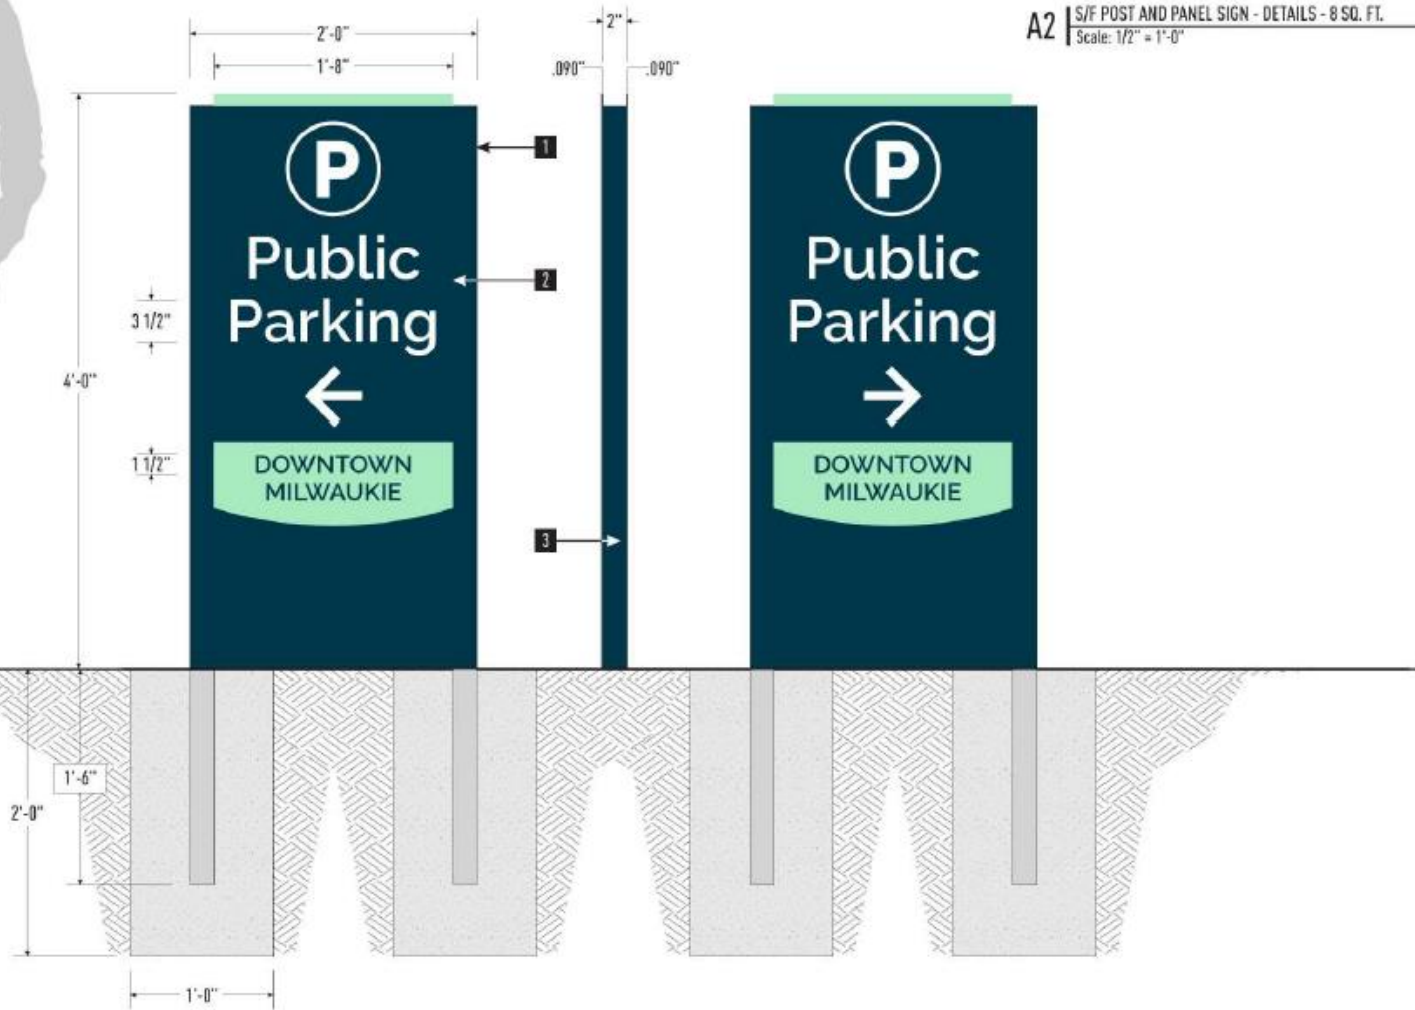 A2
S/F POST AND PANEL SIGN - DETAILS - 8 SQ. FT.
Scale: 1/2" = 1'-0"
2'-0"
1'-8"
2"
.090"
.090"
4'-0"
3 1/2"
1 1/2"
P
Public
Parking
←
DOWNTOWN
MILWAUKIE
1
2
3
P
Public
Parking
→
DOWNTOWN
MILWAUKIE
1'-6"
2'-0"
1'-0"